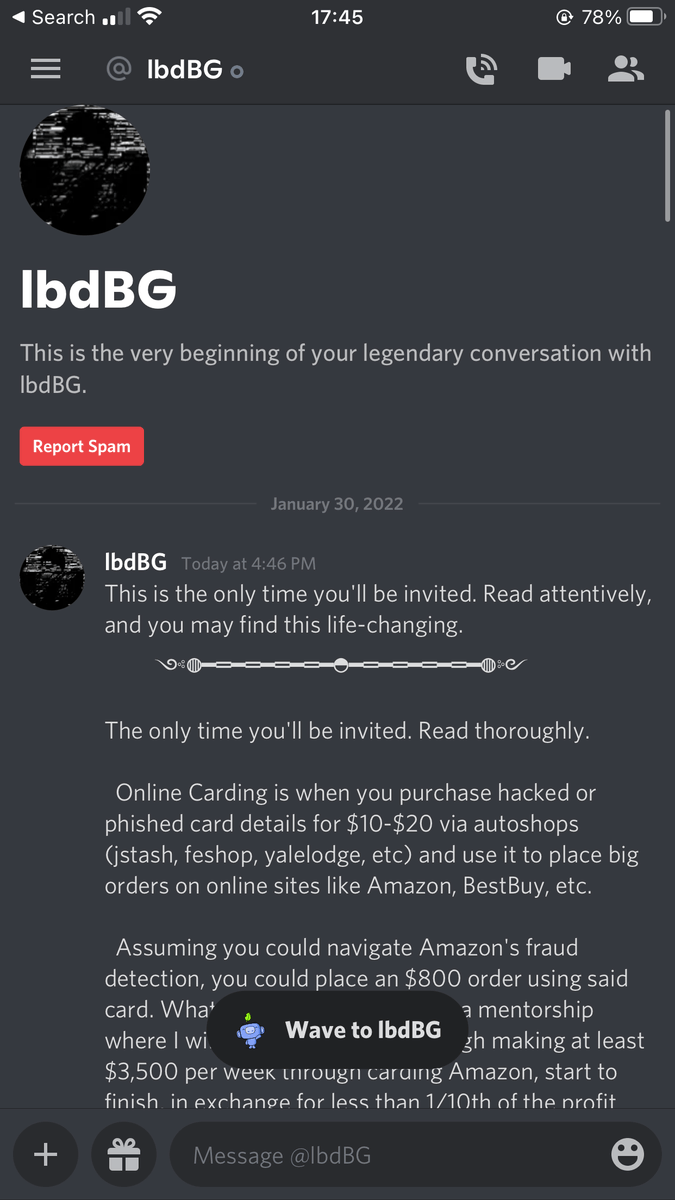 Search
17:45
78%
@ lbdBG
lbdBG
This is the very beginning of your legendary conversation with
lbdBG.
Report Spam
January 30, 2022
lbdBG Today at 4:46 PM
This is the only time you'll be invited. Read attentively,
and you may find this life-changing.
The only time you'll be invited. Read thoroughly.
Online Carding is when you purchase hacked or
phished card details for $10-$20 via autoshops
(jstash, feshop, yalelodge, etc) and use it to place big
orders on online sites like Amazon, BestBuy, etc.
Assuming you could navigate Amazon's fraud
detection, you could place an $800 order using said
card. a mentorship
where I making at least
$3,500 per week through carding Amazon, start to
finish, in exchange for less than 1/10th of the profit
Wave to lbdBG
Message @lbdBG